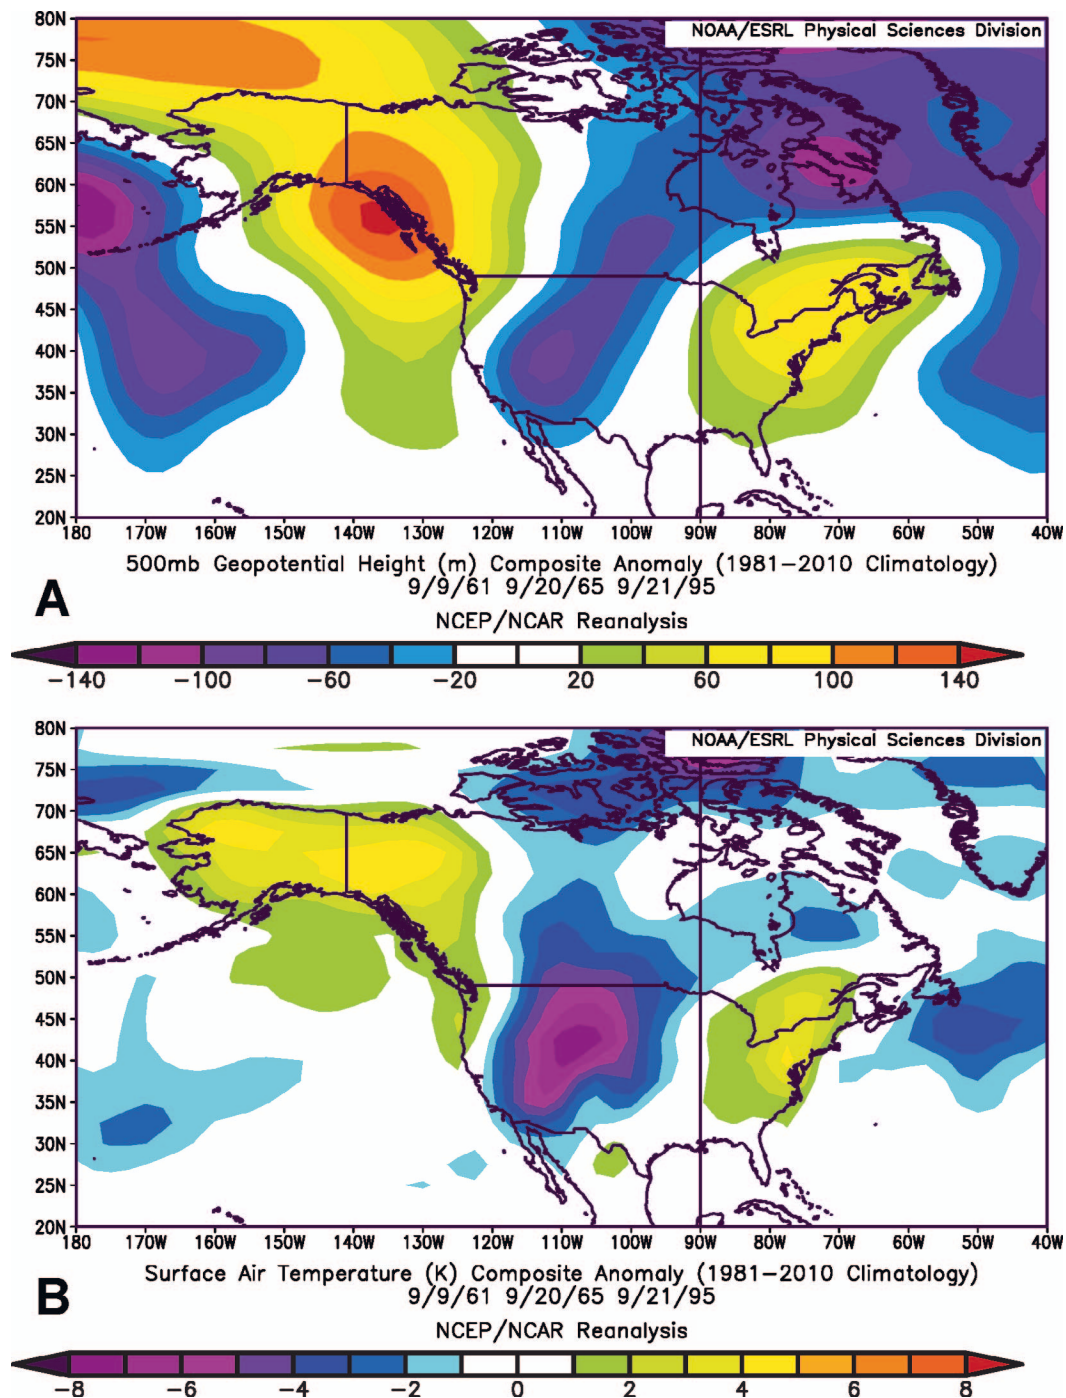 80N
NOAA/ESRL Physical Sciences Division
75N
70N
65N
60N
55N
50N
45N
40N
35N
30N
25N
20N
180 170W 160W 150W 140W 130W 120W 110W 100W 90W 80W 70W 60W 50W 40W
500mb Geopotential Height (m) Composite Anomaly (1981−2010 Climatology)
9/9/61 9/20/65 9/21/95
A
NCEP/NCAR Reanalysis
−140 −100 −60 −20 20 60 100 140
80N
NOAA/ESRL Physical Sciences Division
75N
70N
65N
60N
55N
50N
45N
40N
35N
30N
25N
20N
180 170W 160W 150W 140W 130W 120W 110W 100W 90W 80W 70W 60W 50W 40W
Surface Air Temperature (K) Composite Anomaly (1981−2010 Climatology)
9/9/61 9/20/65 9/21/95
B
NCEP/NCAR Reanalysis
−8 −6 −4 −2 0 2 4 6 8